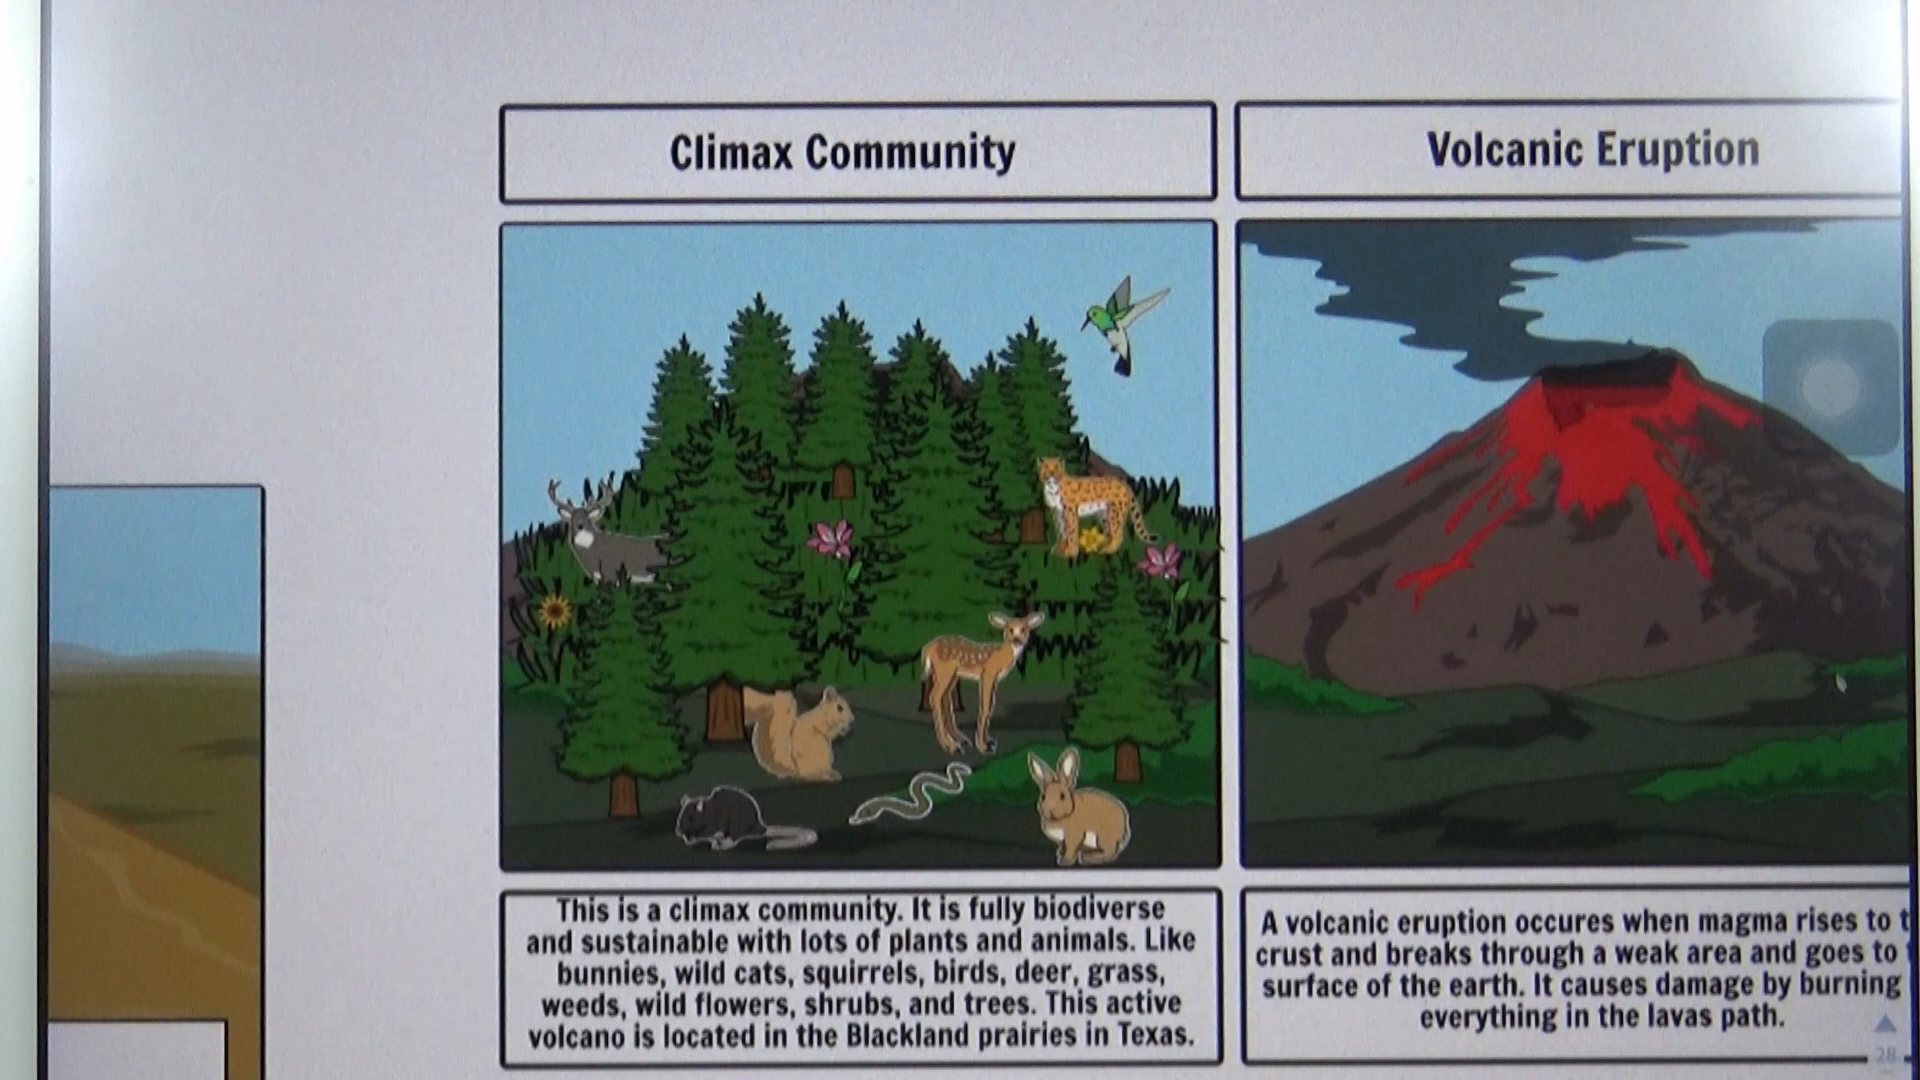 Climax Community
Volcanic Eruption
This is a climax community. It is fully biodiverse
and sustainable with lots of plants and animals. Like
bunnies, wild cats, squirrels, birds, deer, grass,
weeds, wild flowers, shrubs, and trees. This active
volcano is located in the Blackland prairies in Texas.
A volcanic eruption occures when magma rises to
crust and breaks through a weak area and goes to
surface of the earth. It causes damage by burning
everything in the lavas path.
28